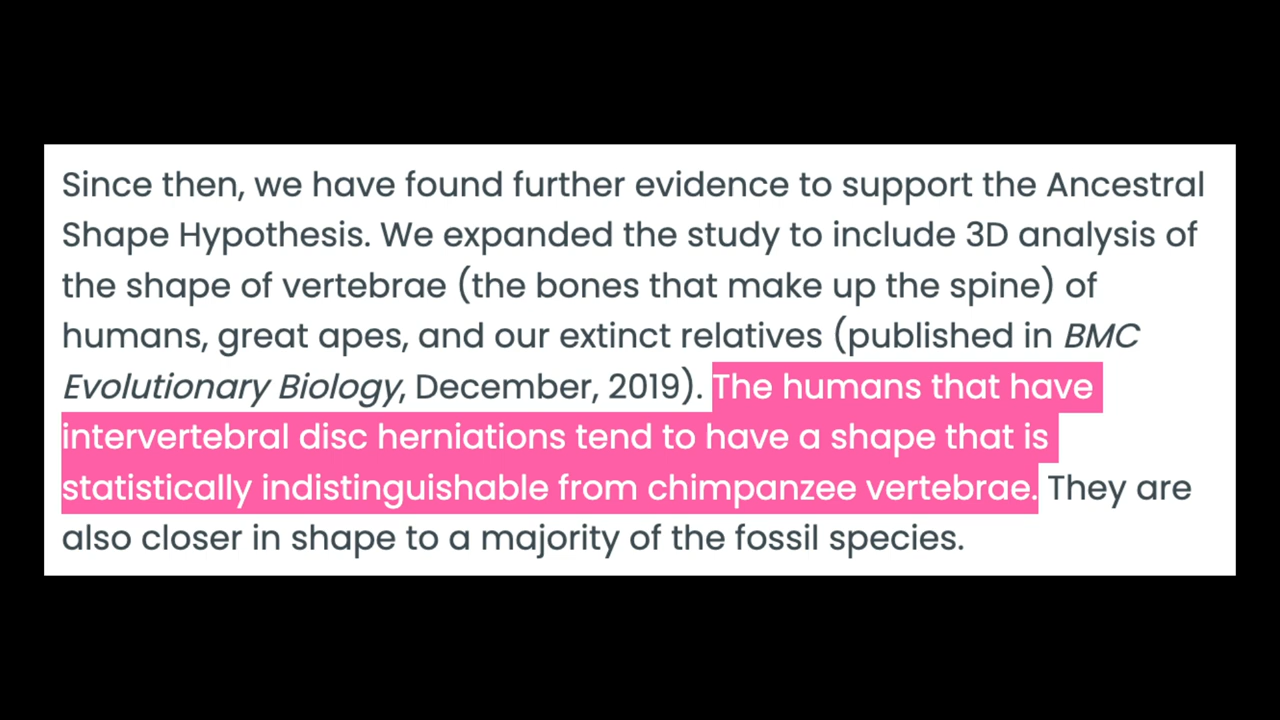 Since then, we have found further evidence to support the Ancestral
Shape Hypothesis. We expanded the study to include 3D analysis of
the shape of vertebrae (the bones that make up the spine) of
humans, great apes, and our extinct relatives (published in BMC
Evolutionary Biology, December, 2019). The humans that have
intervertebral disc herniations tend to have a shape that is
statistically indistinguishable from chimpanzee vertebrae. They are
also closer in shape to a majority of the fossil species.